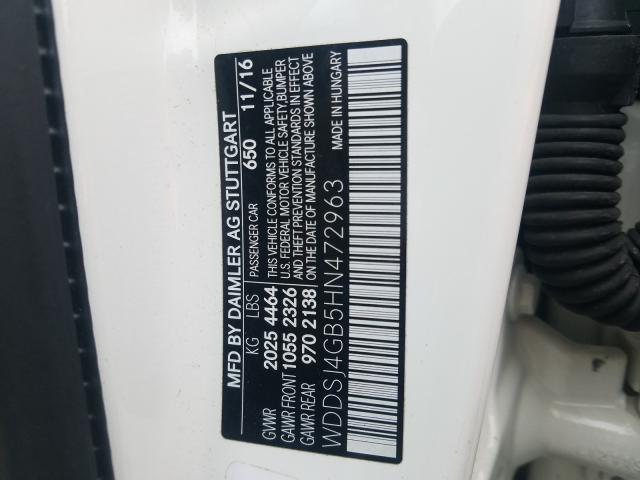 MFD BY DAIMLER AG STUTTGART
KG LBS PASSENGER CAR 650 11/16
GVWR 2025 4464 THIS VEHICLE CONFORMS TO ALL APPLICABLE
GAWR FRONT 1055 2326 U.S. FEDERAL MOTOR VEHICLE SAFETY, BUMPER
AND THEFT PREVENTION STANDARDS IN EFFECT
GAWR REAR 970 2138 ON THE DATE OF MANUFACTURE SHOWN ABOVE
WDDSJ4GB5HN472963 MADE IN HUNGARY